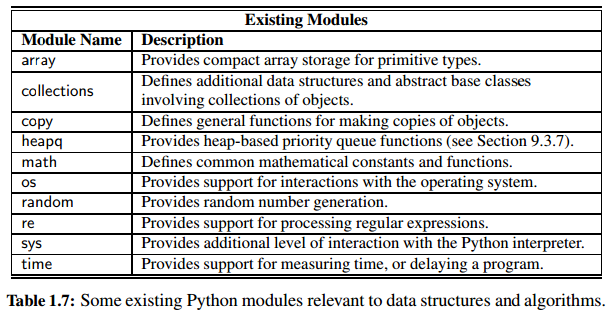 Existing Modules
Module Name Description
array Provides compact array storage for primitive types.
collections Defines additional data structures and abstract base classes
involving collections of objects.
copy Defines general functions for making copies of objects.
heapq Provides heap-based priority queue functions (see Section 9.3.7).
math Defines common mathematical constants and functions.
os Provides support for interactions with the operating system.
random Provides random number generation.
re Provides support for processing regular expressions.
sys Provides additional level of interaction with the Python interpreter.
time Provides support for measuring time, or delaying a program.
Table 1.7: Some existing Python modules relevant to data structures and algorithms.